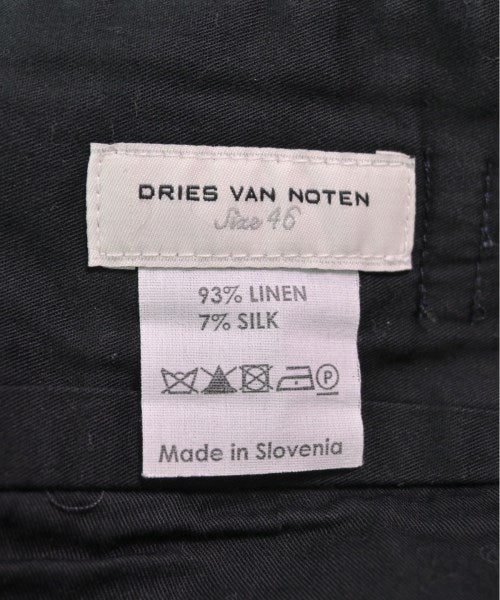 DRIES VAN NOTEN
Size 46
93% LINEN
7% SILK
P
Made in Slovenia